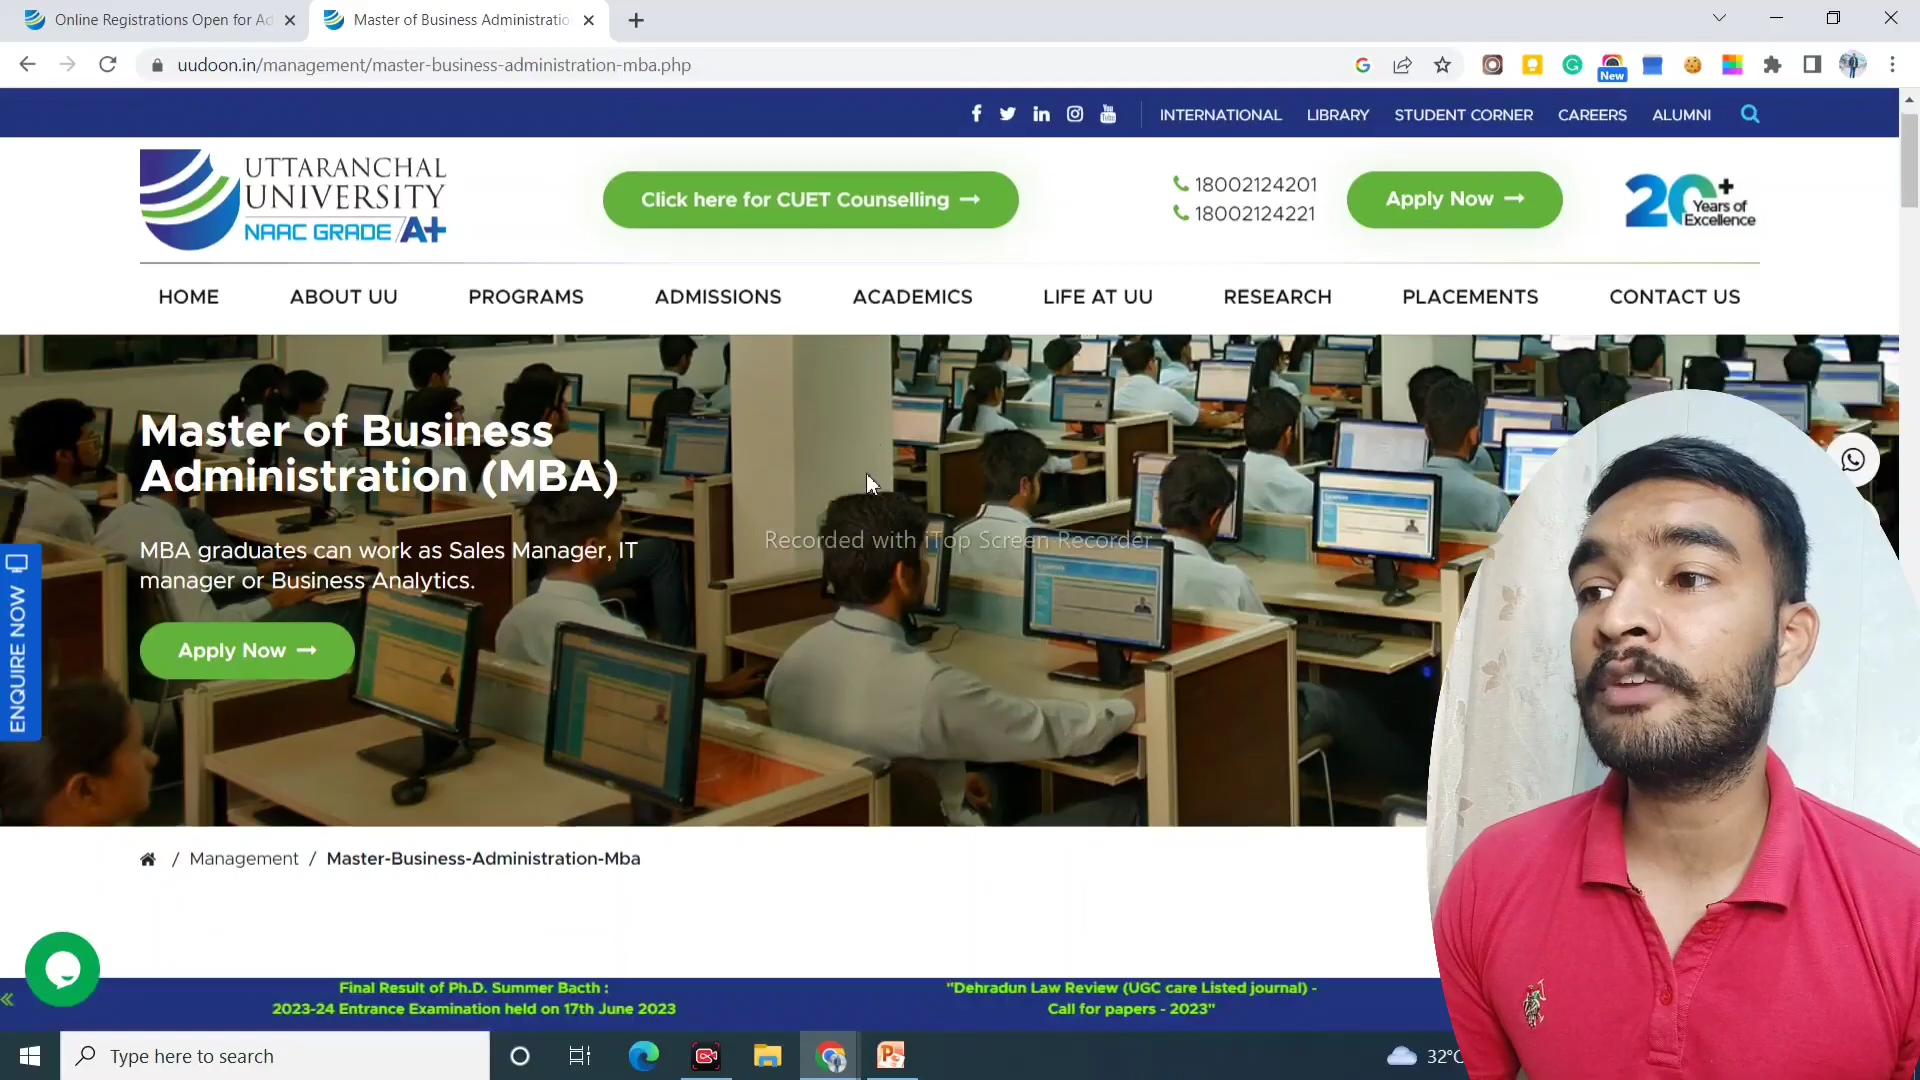 Online Registrations Open for Ad
Master of Business Administratio
uudoon.in/management/master-business-administration-mba.php
New
INTERNATIONAL
LIBRARY
STUDENT CORNER
CAREERS
ALUMNI
UTTARANCHAL
UNIVERSITY
NAAC GRADE A+
Click here for CUET Counselling
18002124201
18002124221
Apply Now
20+ Years of
Excellence
HOME
ABOUT UU
PROGRAMS
ADMISSIONS
ACADEMICS
LIFE AT UU
RESEARCH
PLACEMENTS
CONTACT US
Master of Business
Administration (MBA)
Recorded with iTop Screen Recorder
MBA graduates can work as Sales Manager, IT
manager or Business Analytics.
Apply Now
ENQUIRE NOW
/ Management / Master-Business-Administration-Mba
Final Result of Ph.D. Summer Bacth :
2023-24 Entrance Examination held on 17th June 2023
"Dehradun Law Review (UGC care Listed journal) -
Call for papers - 2023"
Type here to search
32°C